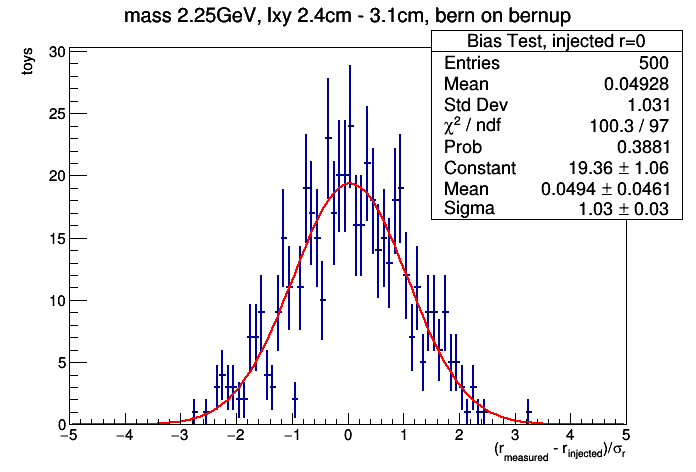 mass 2.25GeV, lxy 2.4cm - 3.1cm, bern on bernup
Bias Test, injected r=0
Entries 500
Mean 0.04928
Std Dev 1.031
χ² / ndf 100.3 / 97
Prob 0.3881
Constant 19.36 ± 1.06
Mean 0.0494 ± 0.0461
Sigma 1.03 ± 0.03
toys
30
25
20
15
10
5
0
−5 −4 −3 −2 −1 0 1 2 3 4 5
(r_measured - r_injected)/σ_r